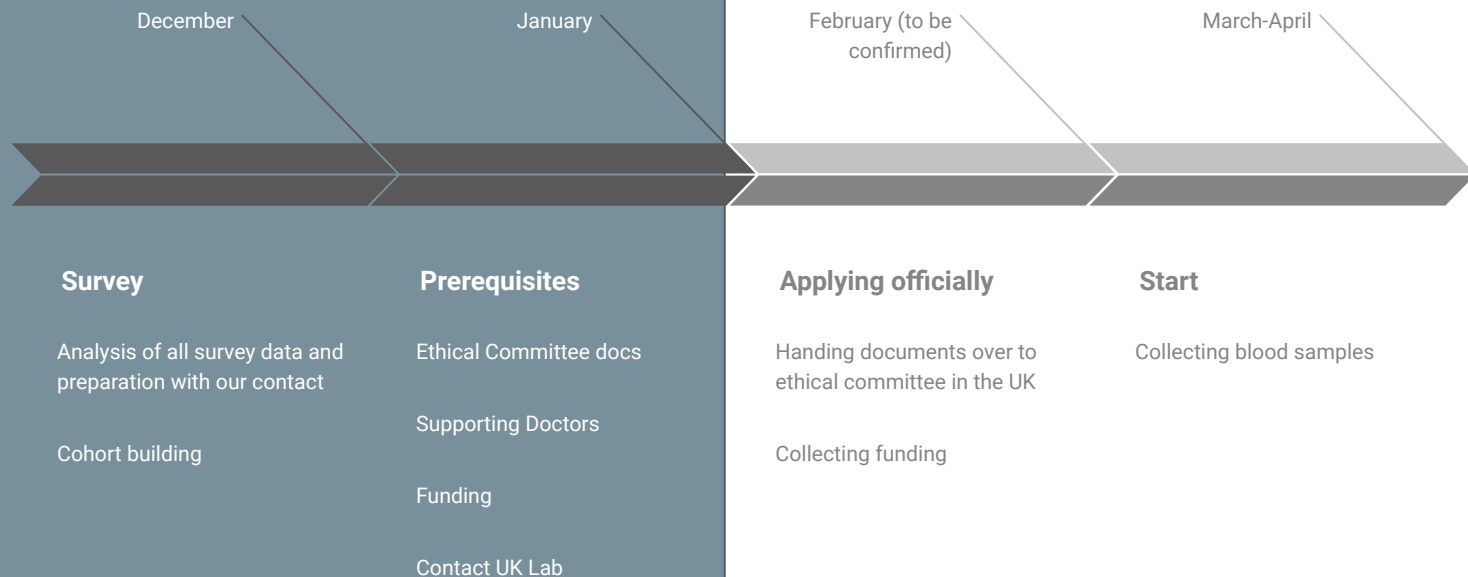 December
January
February (to be
confirmed)
March-April
Survey
Analysis of all survey data and
preparation with our contact
Cohort building
Prerequisites
Ethical Committee docs
Supporting Doctors
Funding
Contact UK Lab
Applying officially
Handing documents over to
ethical committee in the UK
Collecting funding
Start
Collecting blood samples